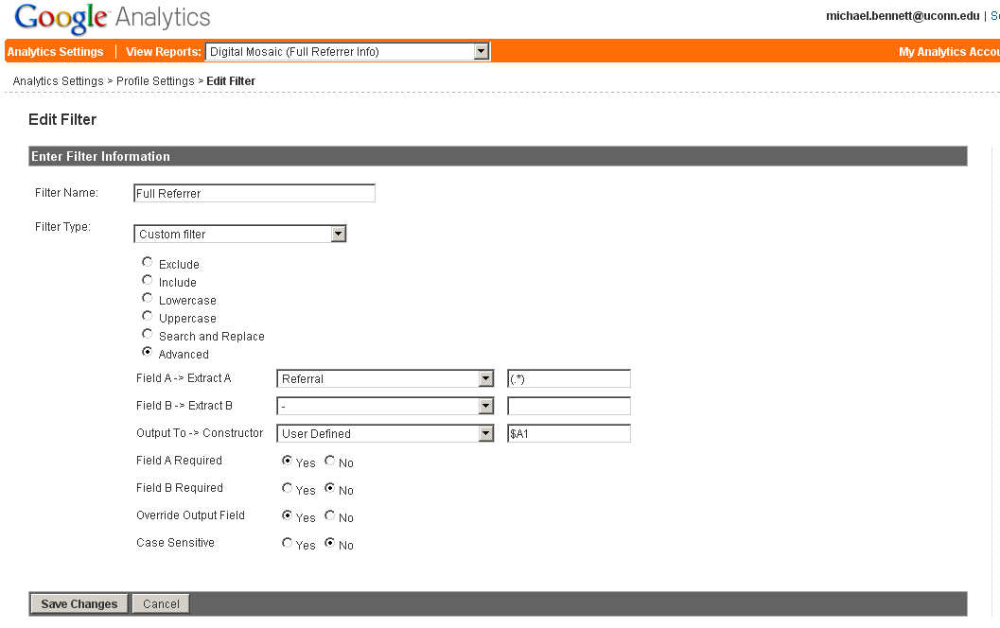 Google Analytics
michael.bennett@uconn.edu |
Analytics Settings | View Reports: Digital Mosaic (Full Referrer Info)
My Analytics
Analytics Settings > Profile Settings > Edit Filter
Edit Filter
Enter Filter Information
Filter Name: Full Referrer
Filter Type: Custom filter
Exclude
Include
Lowercase
Uppercase
Search and Replace
Advanced
Field A -> Extract A Referral (.*)
Field B -> Extract B -
Output To -> Constructor User Defined $A1
Field A Required Yes No
Field B Required Yes No
Override Output Field Yes No
Case Sensitive Yes No
Save Changes Cancel